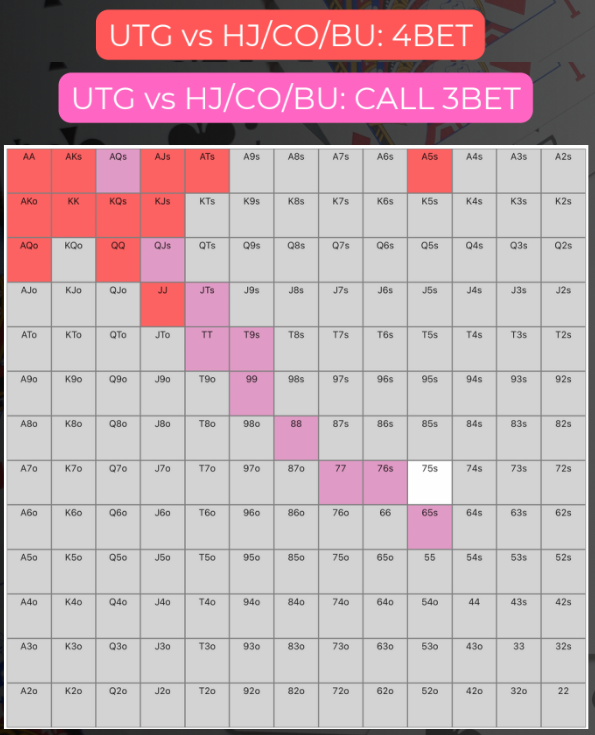 UTG vs HJ/CO/BU: 4BET
UTG vs HJ/CO/BU: CALL 3BET
AA AKs AQs AJs ATs A9s A8s A7s A6s A5s A4s A3s A2s
AKo KK KQs KJs KTs K9s K8s K7s K6s K5s K4s K3s K2s
AQo KQo QQ QJs QTs Q9s Q8s Q7s Q6s Q5s Q4s Q3s Q2s
AJo KJo QJo JJ JTs J9s J8s J7s J6s J5s J4s J3s J2s
ATo KTo QTo JTo TT T9s T8s T7s T6s T5s T4s T3s T2s
A9o K9o Q9o J9o T9o 99 98s 97s 96s 95s 94s 93s 92s
A8o K8o Q8o J8o T8o 98o 88 87s 86s 85s 84s 83s 82s
A7o K7o Q7o J7o T7o 97o 87o 77 76s 75s 74s 73s 72s
A6o K6o Q6o J6o T6o 96o 86o 76o 66 65s 64s 63s 62s
A5o K5o Q5o J5o T5o 95o 85o 75o 65o 55 54s 53s 52s
A4o K4o Q4o J4o T4o 94o 84o 74o 64o 54o 44 43s 42s
A3o K3o Q3o J3o T3o 93o 83o 73o 63o 53o 43o 33 32s
A2o K2o Q2o J2o T2o 92o 82o 72o 62o 52o 42o 32o 22